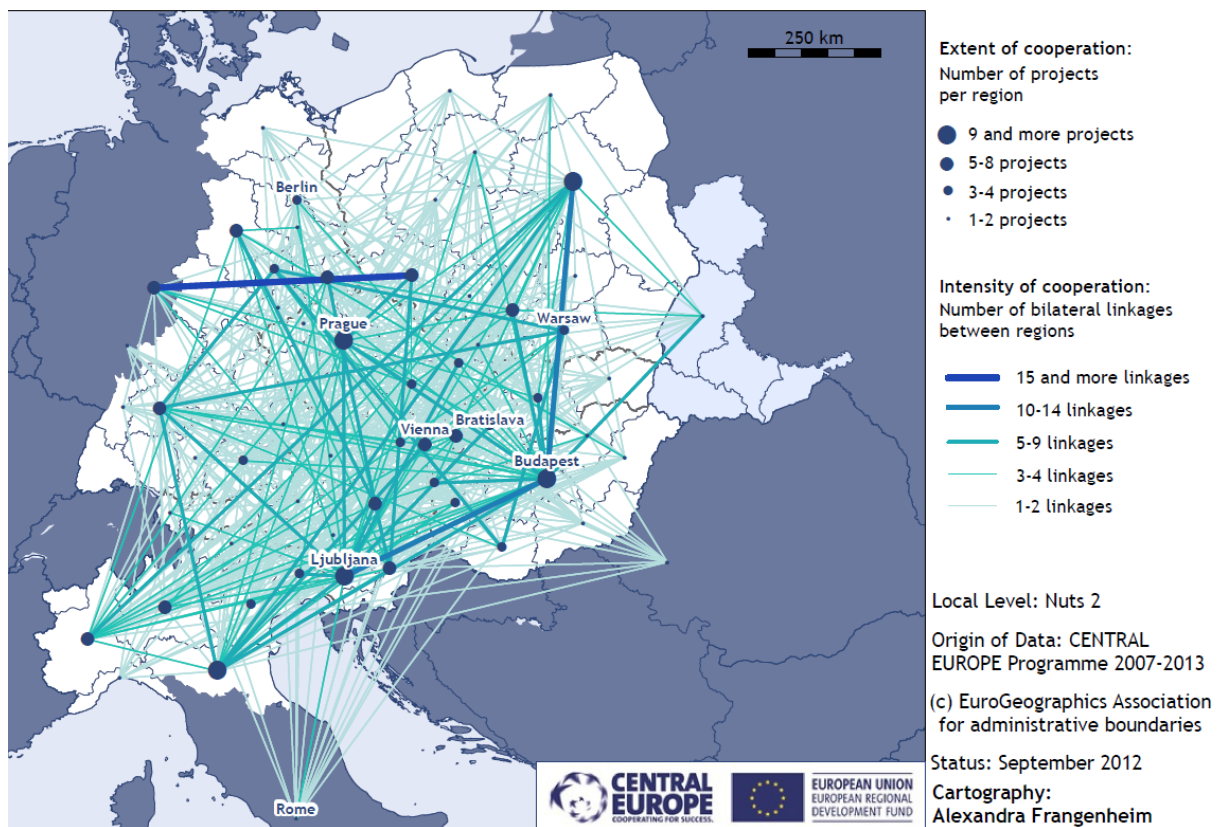 250 km
Berlin
Prague
Warsaw
Bratislava
Vienna
Budapest
Ljubljana
Rome
CENTRAL
EUROPE
COOPERATING FOR SUCCESS.
EUROPEAN UNION
EUROPEAN REGIONAL
DEVELOPMENT FUND
Extent of cooperation:
Number of projects
per region
9 and more projects
5-8 projects
3-4 projects
1-2 projects
Intensity of cooperation:
Number of bilateral linkages
between regions
15 and more linkages
10-14 linkages
5-9 linkages
3-4 linkages
1-2 linkages
Local Level: Nuts 2
Origin of Data: CENTRAL
EUROPE Programme 2007-2013
(c) EuroGeographics Association
for administrative boundaries
Status: September 2012
Cartography:
Alexandra Frangenheim